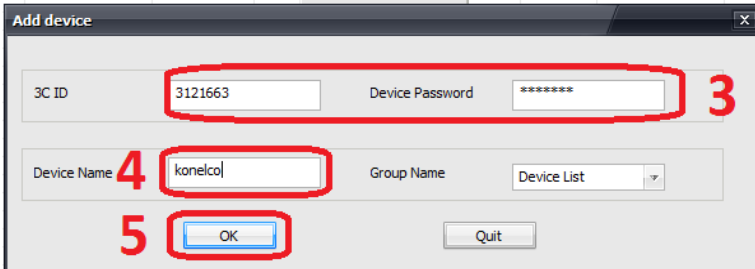 Add device
3C ID 3121663 Device Password ******* 3
Device Name 4 konelco Group Name Device List
5 OK Quit